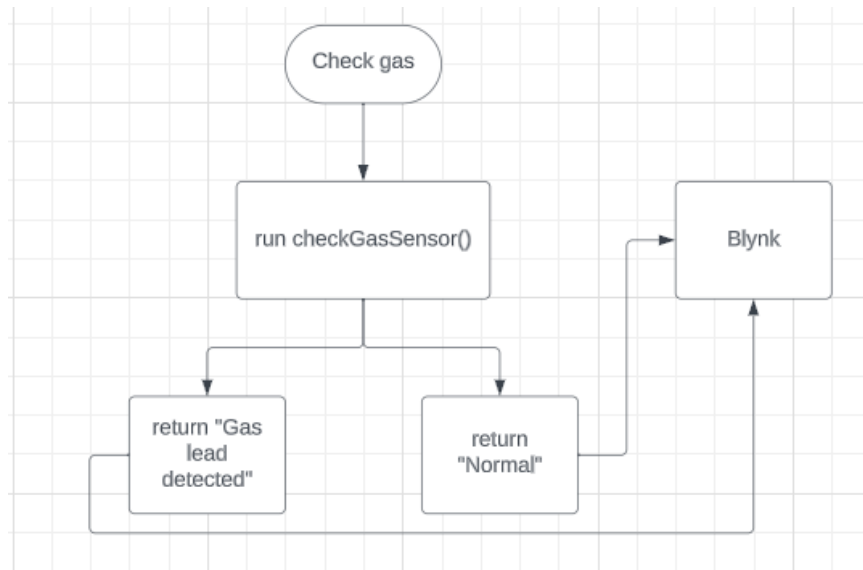 Check gas
run checkGasSensor()
Blynk
return "Gas
lead
detected"
return
"Normal"